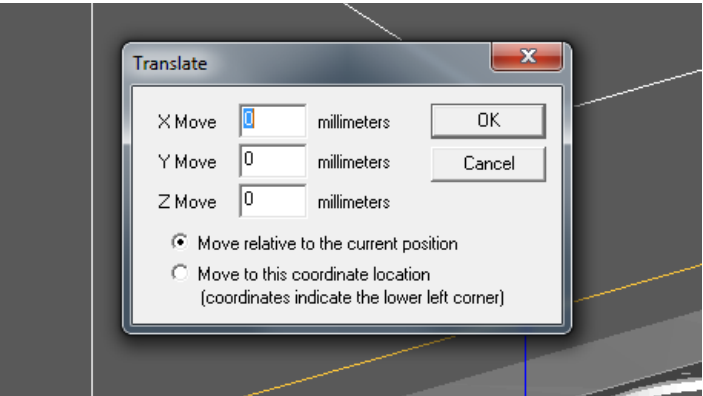 Translate
X Move 0 millimeters OK
Y Move 0 millimeters Cancel
Z Move 0 millimeters
Move relative to the current position
Move to this coordinate location
(coordinates indicate the lower left corner)